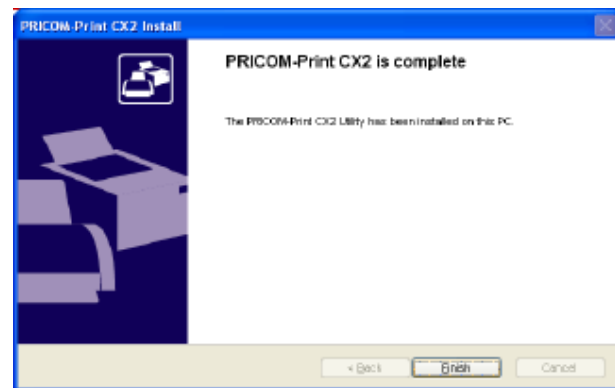 PRICOM-Print CX2 Install
PRICOM-Print CX2 is complete
The PRICOM-Print CX2 Utility has been installed on this PC.
< Back
Finish
Cancel